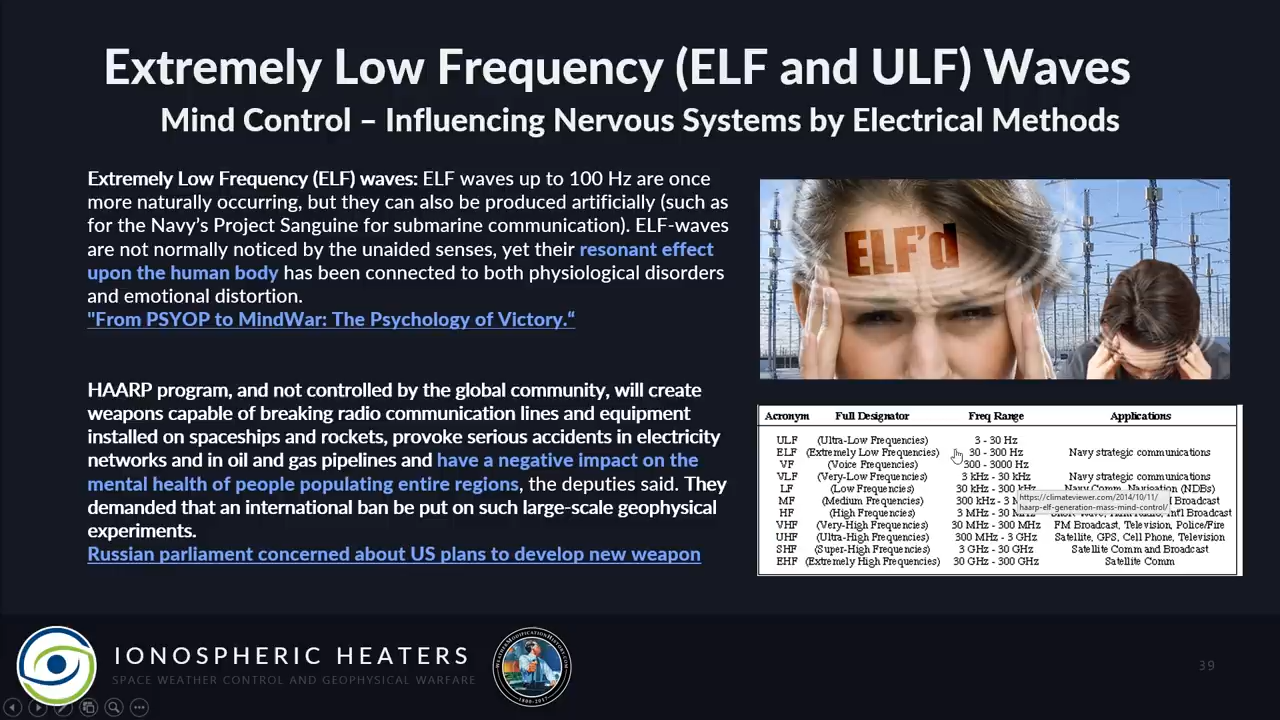 Extremely Low Frequency (ELF and ULF) Waves
Mind Control – Influencing Nervous Systems by Electrical Methods
Extremely Low Frequency (ELF) waves: ELF waves up to 100 Hz are once
more naturally occurring, but they can also be produced artificially (such as
for the Navy's Project Sanguine for submarine communication). ELF-waves
are not normally noticed by the unaided senses, yet their resonant effect
upon the human body has been connected to both physiological disorders
and emotional distortion.
"From PSYOP to MindWar: The Psychology of Victory.“
HAARP program, and not controlled by the global community, will create
weapons capable of breaking radio communication lines and equipment
installed on spaceships and rockets, provoke serious accidents in electricity
networks and in oil and gas pipelines and have a negative impact on the
mental health of people populating entire regions, the deputies said. They
demanded that an international ban be put on such large-scale geophysical
experiments.
Russian parliament concerned about US plans to develop new weapon
ELF'd
Acronym Full Designator Freq Range Applications
ULF (Ultra-Low Frequencies) 3 - 30 Hz
ELF (Extremely Low Frequencies) 30 - 300 Hz Navy strategic communications
VF (Voice Frequencies) 300 - 3000 Hz
VLF (Very-Low Frequencies) 3 kHz - 30 kHz Navy strategic communications
LF (Low Frequencies) 30 kHz - 300 kHz (NDBs)
MF (Medium Frequencies) 300 kHz - 3 Broadcast
HF (High Frequencies) 3 MHz - 30 Int'l Broadcast
VHF (Very-High Frequencies) 30 MHz - 300 MHz FM Broadcast, Television, Police/Fire
UHF (Ultra-High Frequencies) 300 MHz - 3 GHz Satellite, GPS, Cell Phone, Television
SHF (Super-High Frequencies) 3 GHz - 30 GHz Satellite Comm and Broadcast
EHF (Extremely High Frequencies) 30 GHz - 300 GHz Satellite Comm
https://climateviewer.com/2014/10/11/
haarp-elf-generation-mass-mind-control/
IONOSPHERIC HEATERS
SPACE WEATHER CONTROL AND GEOPHYSICAL WARFARE
WEATHERMODIFICATIONHISTORY.COM
39